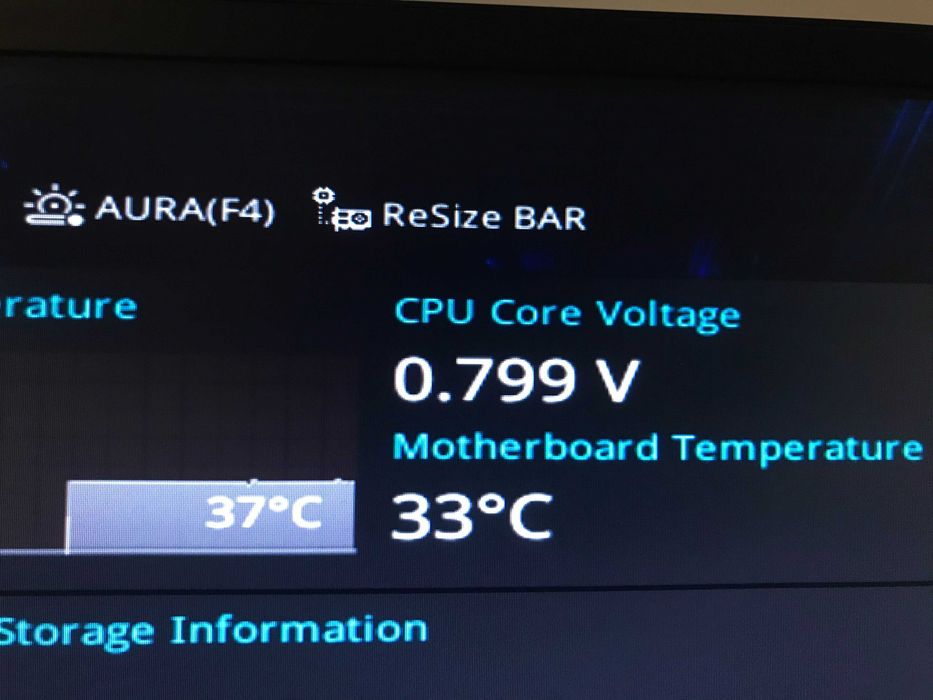 AURA(F4) ReSize BAR
rature
CPU Core Voltage
0.799 V
Motherboard Temperature
37°C
33°C
Storage Information